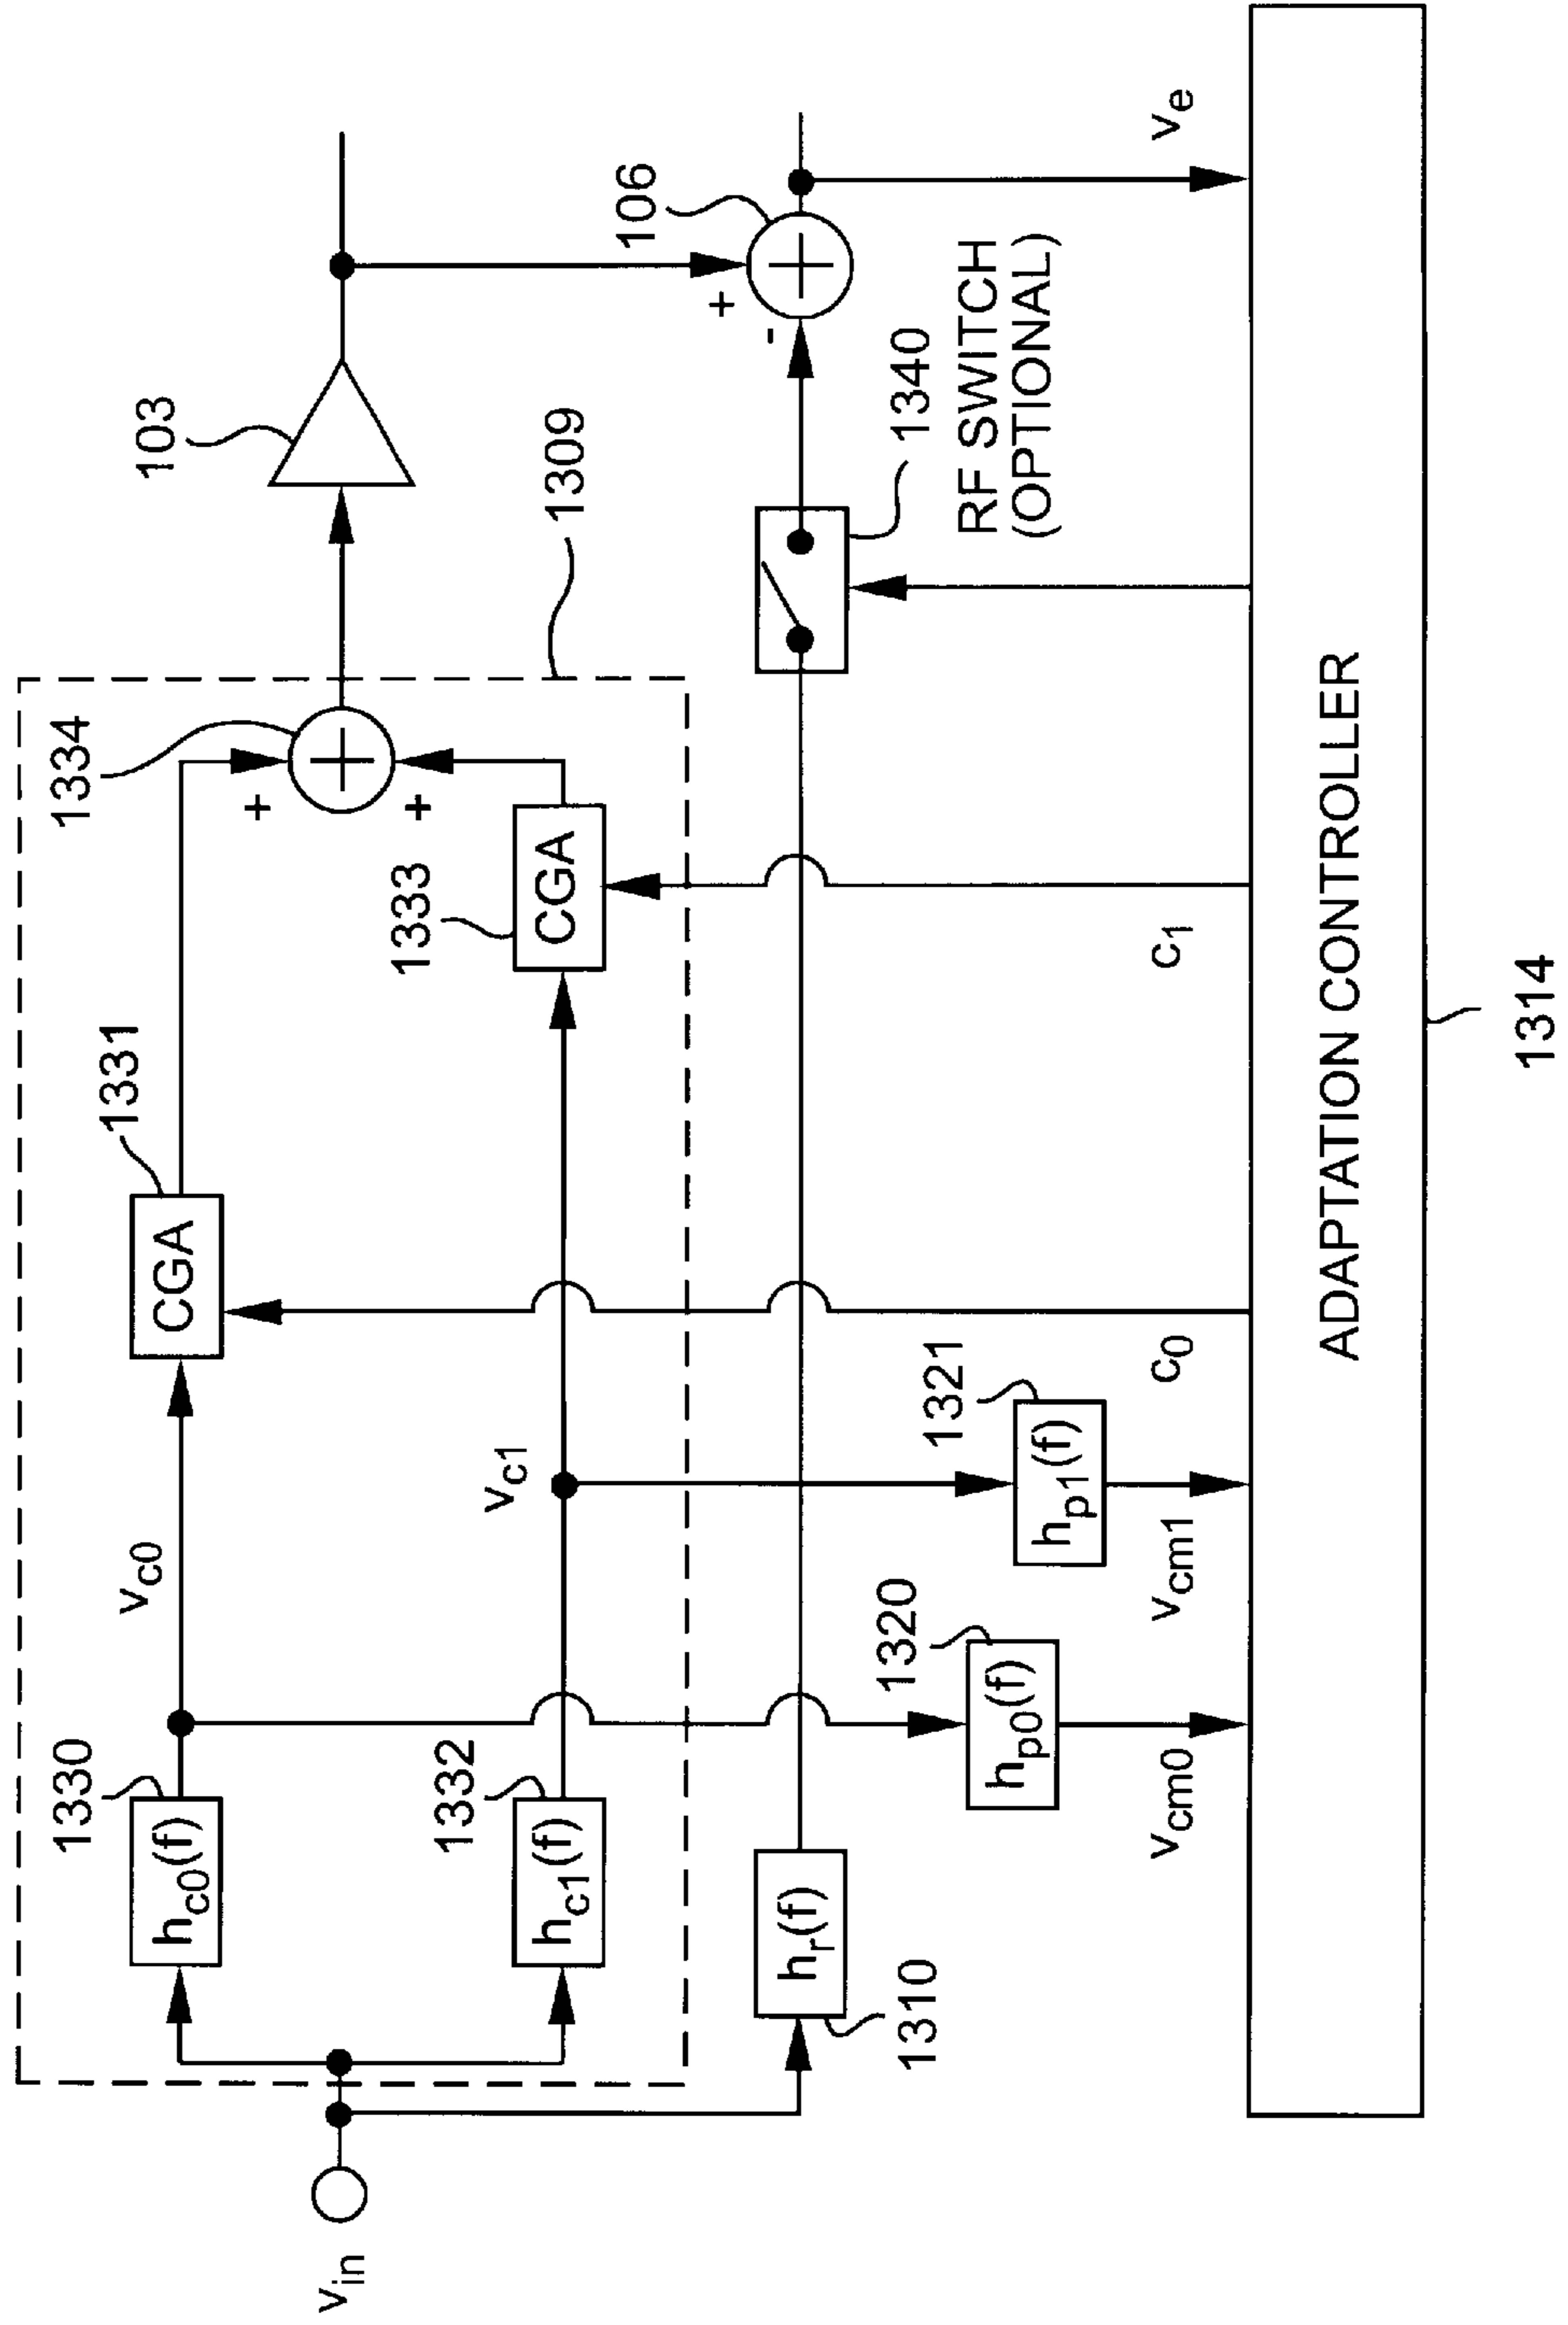 1334
103
1331
CGA
1330
h_c0(f)
v_c0
106
1309
1333
CGA
v_c1
1332
h_c1(f)
v_in
+
+
+
-
1340
RF SWITCH
(OPTIONAL)
h_r(f)
1310
1321
h_p1(f)
1320
h_p0(f)
v_cm0
v_cm1
c_0
c_1
v_e
ADAPTATION CONTROLLER
1314